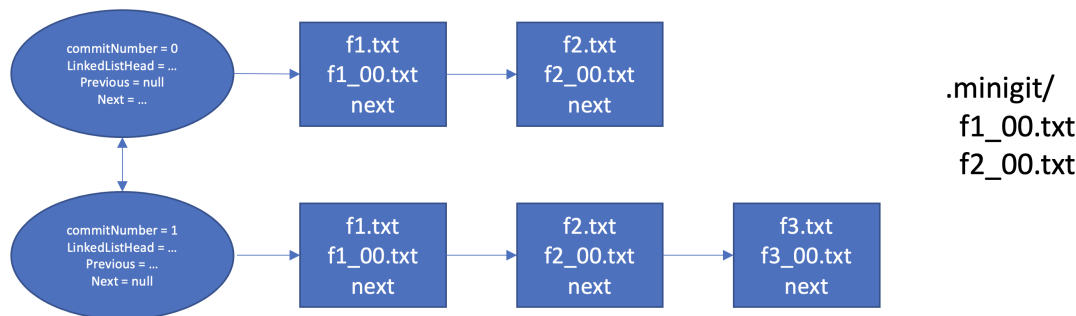 commitNumber = 0
LinkedListHead = ...
Previous = null
Next = ...
f1.txt
f1_00.txt
next
f2.txt
f2_00.txt
next
.minigit/
f1_00.txt
f2_00.txt
commitNumber = 1
LinkedListHead = ...
Previous = ...
Next = null
f1.txt
f1_00.txt
next
f2.txt
f2_00.txt
next
f3.txt
f3_00.txt
next